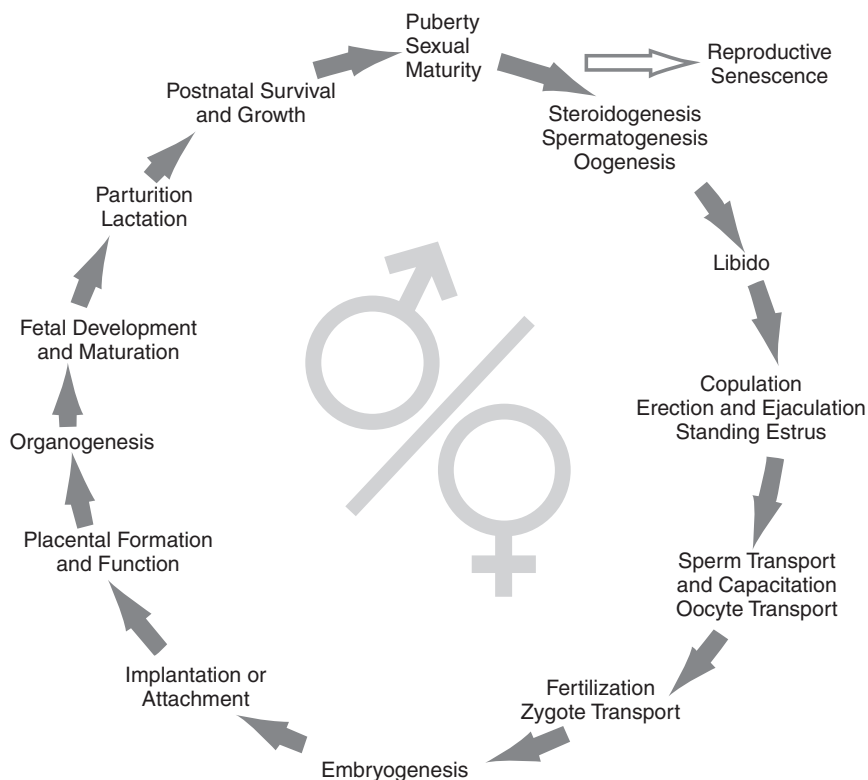 Puberty
Sexual
Maturity
Reproductive
Senescence
Steroidogenesis
Spermatogenesis
Oogenesis
Libido
Copulation
Erection and Ejaculation
Standing Estrus
Sperm Transport
and Capacitation
Oocyte Transport
Fertilization
Zygote Transport
Embryogenesis
Implantation or
Attachment
Placental Formation
and Function
Organogenesis
Fetal Development
and Maturation
Parturition
Lactation
Postnatal Survival
and Growth